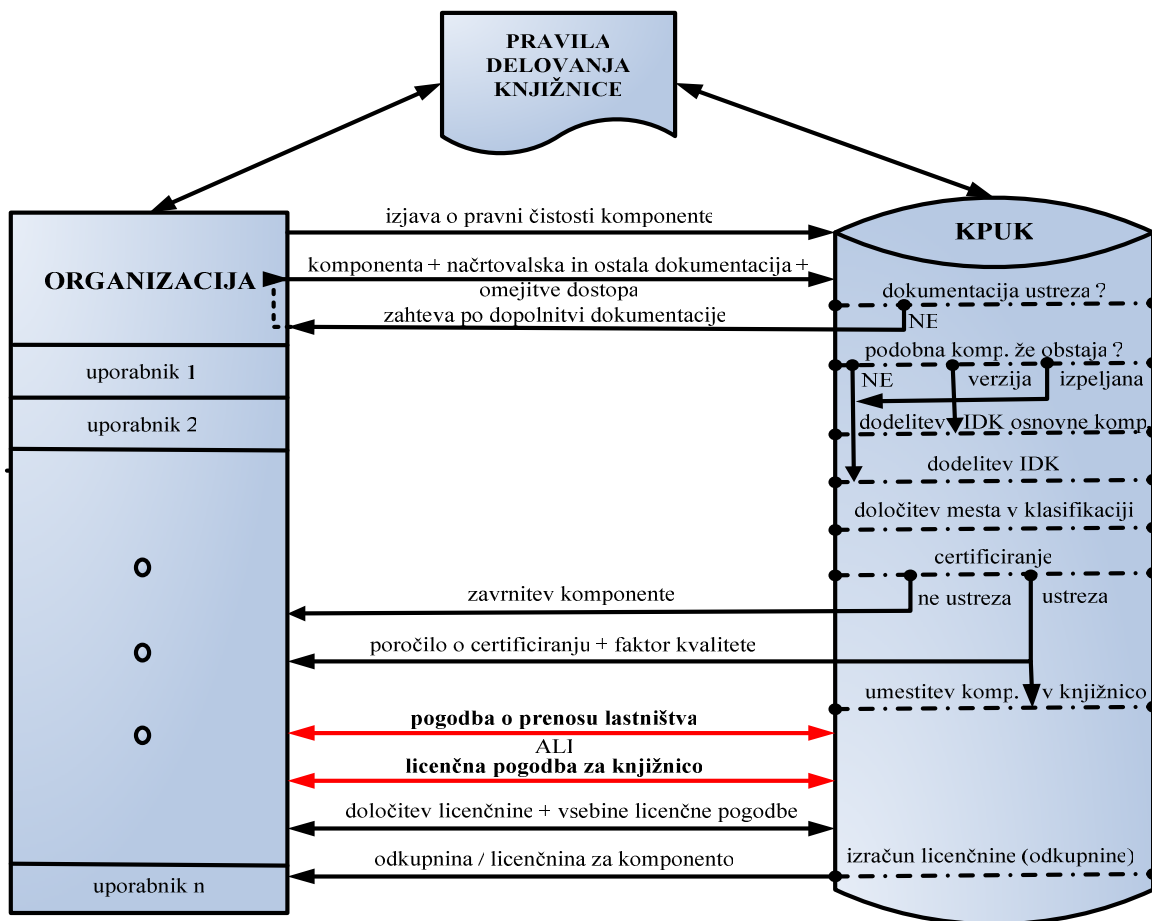 PRAVILA
DELOVANJA
KNJIŽNICE
izjava o pravni čistosti komponente
KPUK
ORGANIZACIJA
komponenta + načrtovalska in ostala dokumentacija +
omejitve dostopa
dokumentacija ustreza ?
zahteva po dopolnitvi dokumentacije
NE
podobna komp. že obstaja ?
uporabnik 1
NE
verzija
izpeljana
uporabnik 2
dodelitev IDK osnovne komp.
dodelitev IDK
določitev mesta v klasifikaciji
certificiranje
zavrnitev komponente
ne ustreza
ustreza
poročilo o certificiranju + faktor kvalitete
umestitev komp. v knjižnico
pogodba o prenosu lastništva
ALI
licenčna pogodba za knjižnico
določitev licenčnine + vsebine licenčne pogodbe
odkupnina / licenčnina za komponento
izračun licenčnine (odkupnine)
uporabnik n